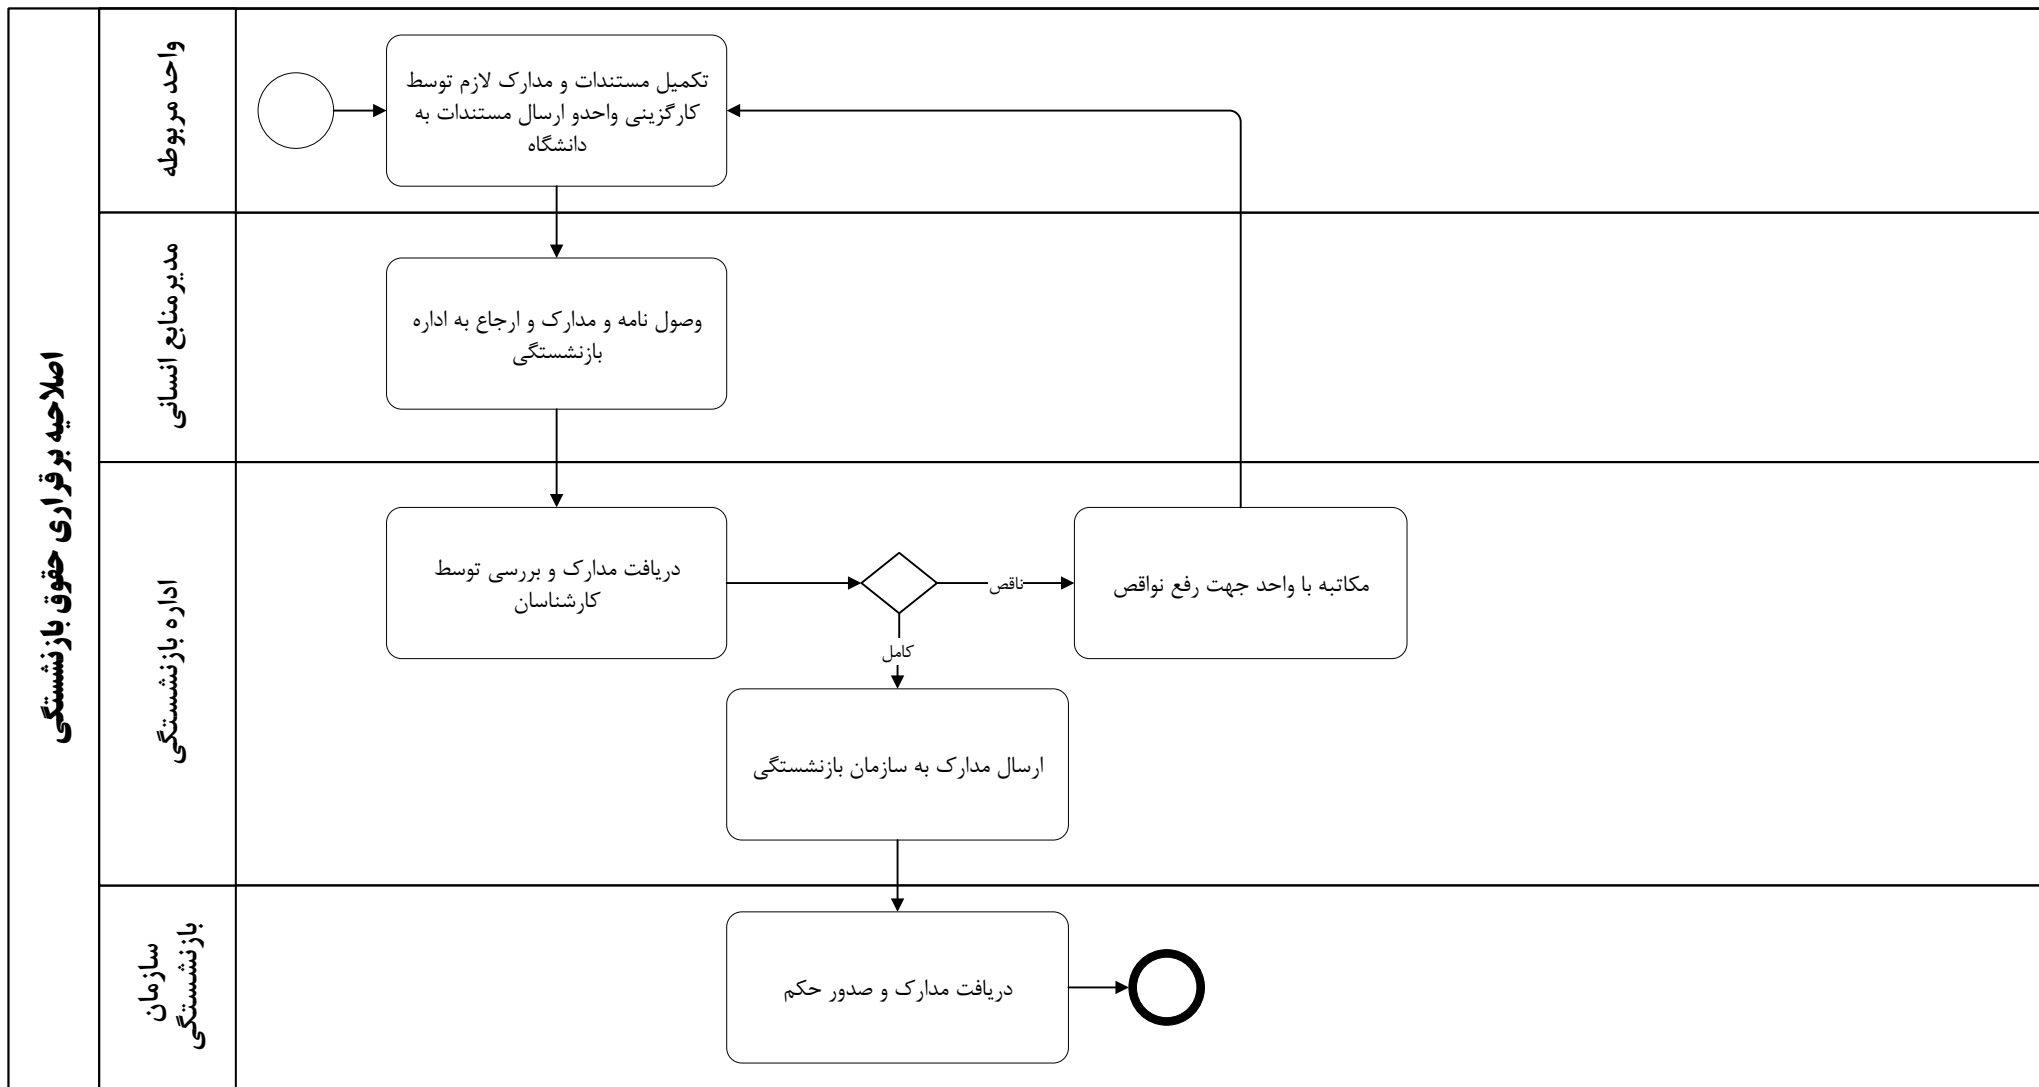 اصلاحیه برقراری حقوق بازنشستگی
واحد مربوطه
تکمیل مستندات و مدارک لازم توسط
کارگزینی واحدو ارسال مستندات به
دانشگاه
مدیرمنابع انسانی
وصول نامه و مدارک و ارجاع به اداره
بازنشستگی
اداره بازنشستگی
دریافت مدارک و بررسی توسط
کارشناسان
ناقص
مکاتبه با واحد جهت رفع نواقص
کامل
ارسال مدارک به سازمان بازنشستگی
سازمان
بازنشستگی
دریافت مدارک و صدور حکم